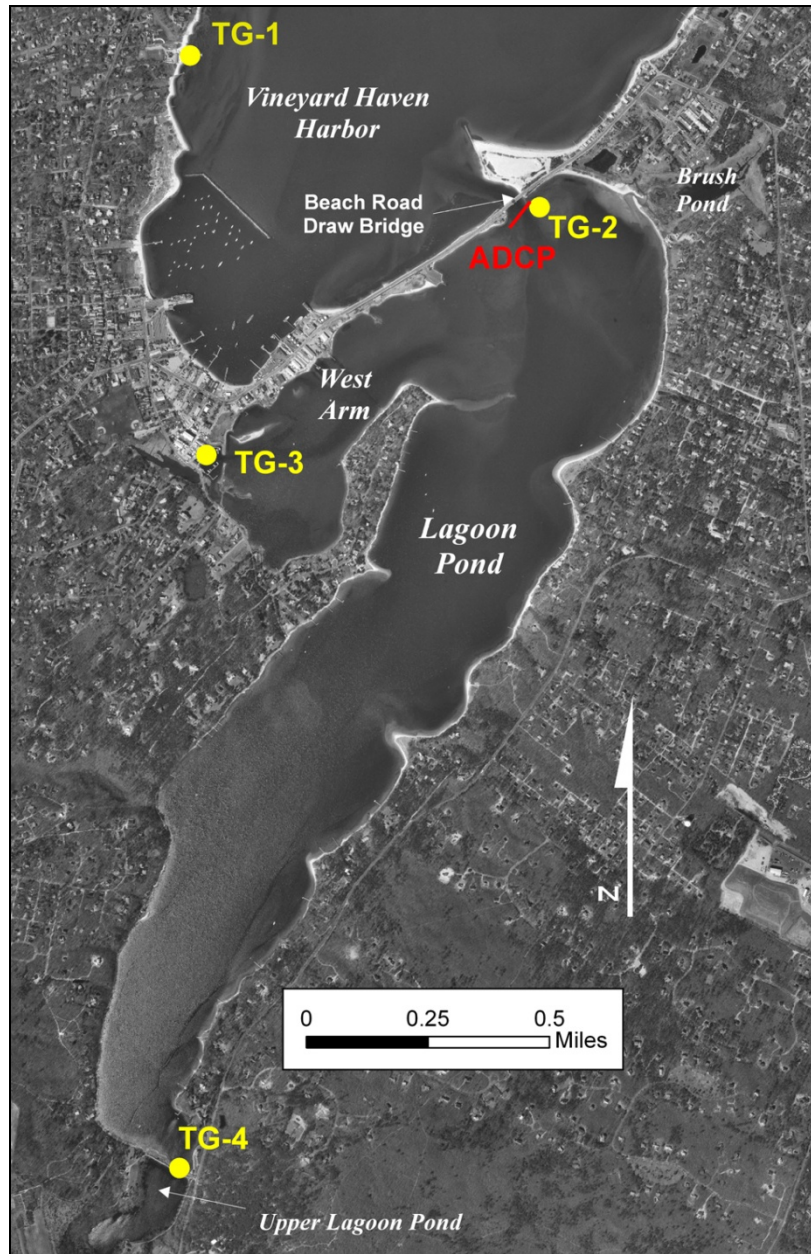 TG-1
Vineyard Haven
Harbor
Beach Road
Draw Bridge
Brush
Pond
TG-2
ADCP
West
Arm
TG-3
Lagoon
Pond
N
0 0.25 0.5
Miles
TG-4
Upper Lagoon Pond